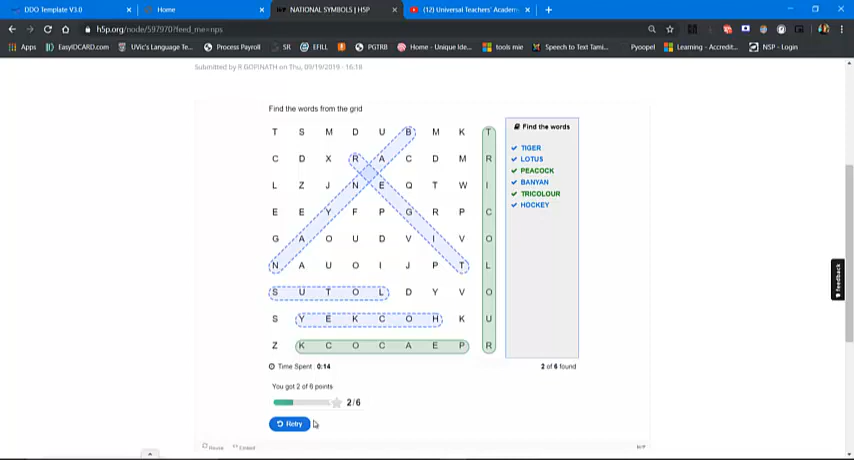 DDO Template V3.0
Home
NATIONAL SYMBOLS | H5P
(12) Universal Teachers' Academ
h5p.org/node/597970?feed_me=nps
Apps
EasyIDCARD.com
UVic's Language Te...
Process Payroll
SR
EFILL
PGTRB
Home - Unique Ide...
tools mie
Speech to Text Tami...
Pyoopel
Learning - Accredit...
NSP - Login
Submitted by R GOPINATH on Thu, 09/19/2019 - 16:18
Find the words from the grid
T S M D U B M K T
C D X R A C D M R
L Z J N E Q T W I
E E Y F P G R P C
G A O U D V I V O
N A U O I J P T L
S U T O L D Y V O
S Y E K C O H K U
Z K C O C A E P R
Find the words
TIGER
LOTUS
PEACOCK
BANYAN
TRICOLOUR
HOCKEY
Time Spent : 0:14
2 of 6 found
You got 2 of 6 points
2/6
Retry
Reuse
Embed
feedback